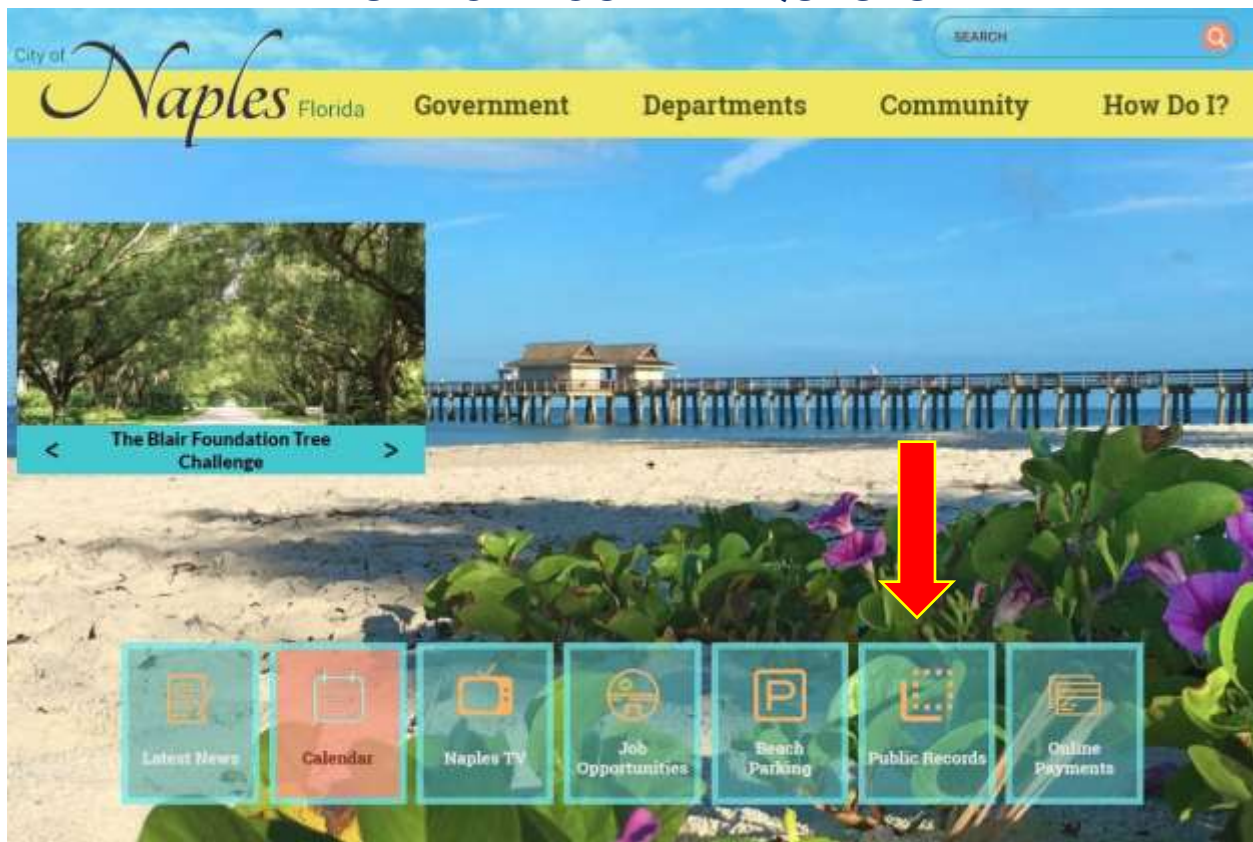 SEARCH
City of
Naples Florida
Government Departments Community How Do I?
The Blair Foundation Tree
Challenge
< >
Latest News
Calendar
Naples TV
Job
Opportunities
P
Beach
Parking
Public Records
Online
Payments